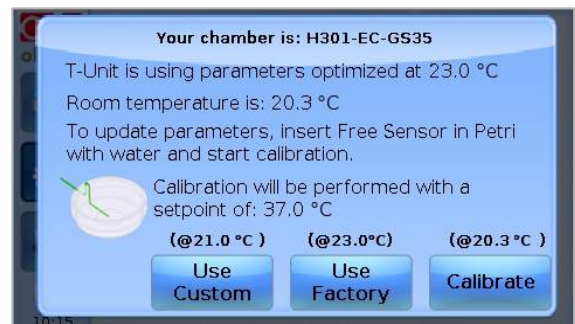 Your chamber is: H301-EC-GS35
T-Unit is using parameters optimized at 23.0 °C
Room temperature is: 20.3 °C
To update parameters, insert Free Sensor in Petri
with water and start calibration.
Calibration will be performed with a
setpoint of: 37.0 °C
(@21.0 °C ) (@23.0°C) (@20.3 °C )
Use Use
Custom Factory Calibrate
10:15